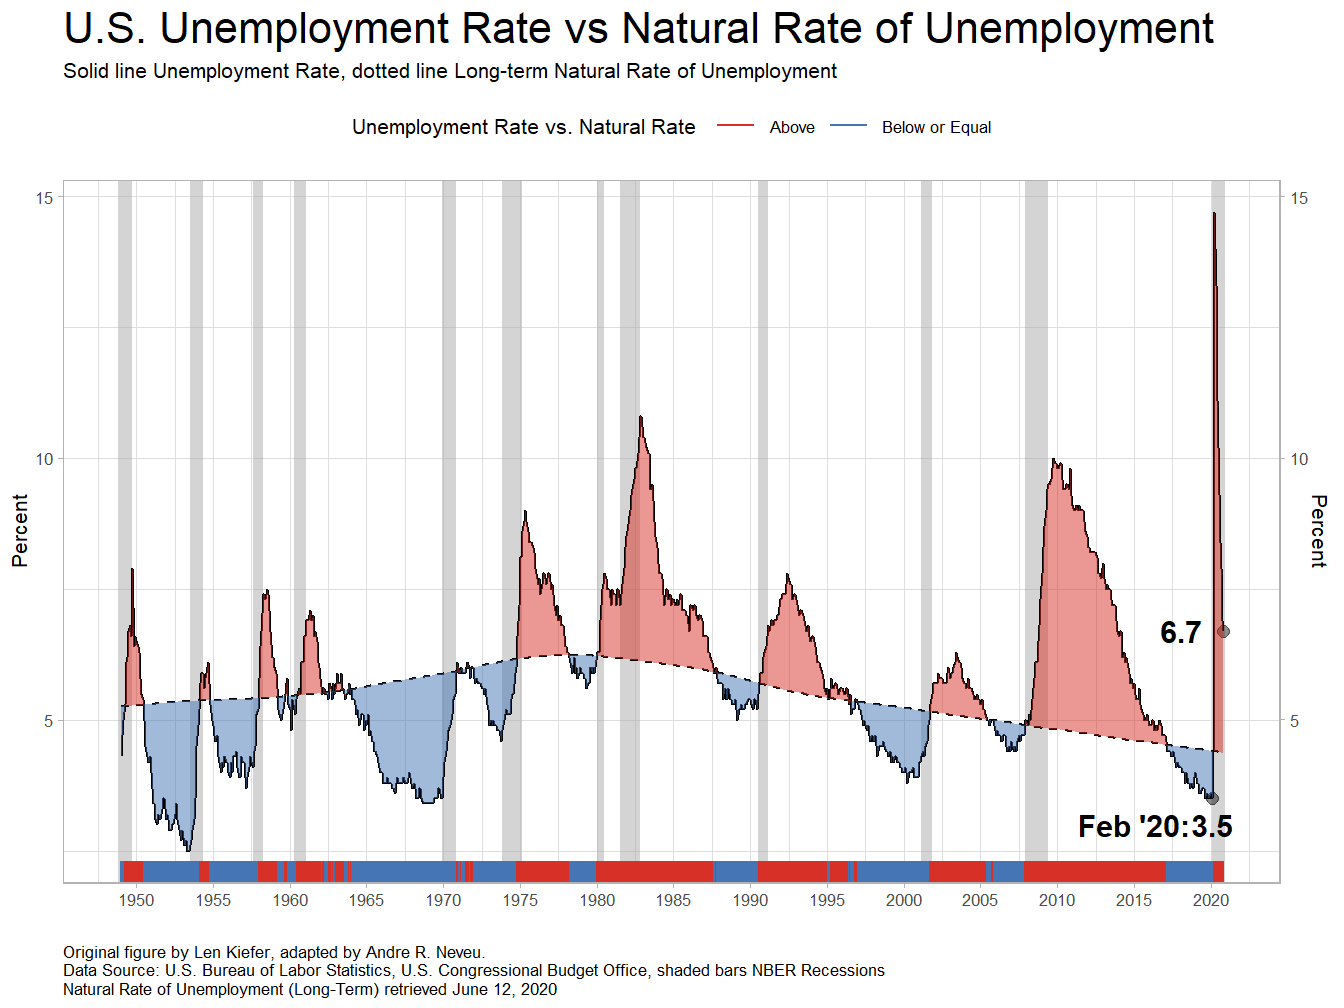 U.S. Unemployment Rate vs Natural Rate of Unemployment
Solid line Unemployment Rate, dotted line Long-term Natural Rate of Unemployment
Unemployment Rate vs. Natural Rate Above Below or Equal
15 15
10 10
Percent Percent
6.7
5 5
Feb '20:3.5
1950 1955 1960 1965 1970 1975 1980 1985 1990 1995 2000 2005 2010 2015 2020
Original figure by Len Kiefer, adapted by Andre R. Neveu.
Data Source: U.S. Bureau of Labor Statistics, U.S. Congressional Budget Office, shaded bars NBER Recessions
Natural Rate of Unemployment (Long-Term) retrieved June 12, 2020